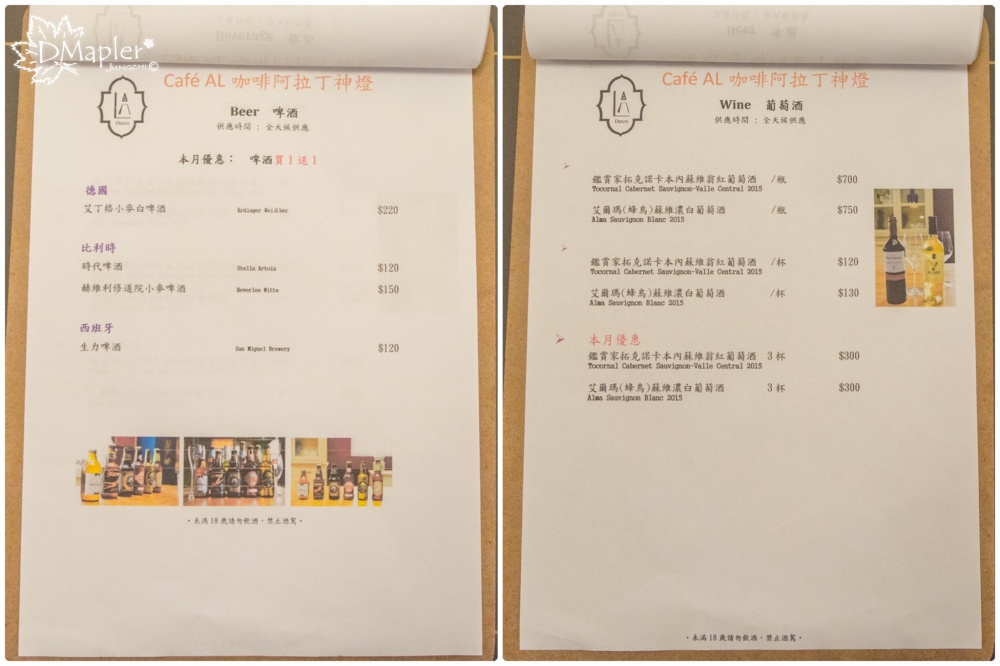 DMapler
Café AL 咖啡阿拉丁神燈
Beer 啤酒
供應時間 : 全天候供應
本月優惠： 啤酒買1送1
德國
艾丁格小麥白啤酒 Erdinger Weißber $220
比利時
時代啤酒 Stella Artois $120
赫維利修道院小麥啤酒 Heverlee Witte $150
西班牙
生力啤酒 San Miguel Brewery $120
・未滿18歲請勿飲酒、禁止酒駕・
Café AL 咖啡阿拉丁神燈
Wine 葡萄酒
供應時間 : 全天候供應
鑑賞家拓克諾卡本內蘇維翁紅葡萄酒 /瓶 $700
Tocornal Cabernet Sauvignon-Valle Central 2015
艾爾瑪(蜂鳥)蘇維濃白葡萄酒 /瓶 $750
Alma Sauvignon Blanc 2015
鑑賞家拓克諾卡本內蘇維翁紅葡萄酒 /杯 $120
Tocornal Cabernet Sauvignon-Valle Central 2015
艾爾瑪(蜂鳥)蘇維濃白葡萄酒 /杯 $130
Alma Sauvignon Blanc 2015
本月優惠
鑑賞家拓克諾卡本內蘇維翁紅葡萄酒 3杯 $300
Tocornal Cabernet Sauvignon-Valle Central 2015
艾爾瑪(蜂鳥)蘇維濃白葡萄酒 3杯 $300
Alma Sauvignon Blanc 2015
・未滿18歲請勿飲酒、禁止酒駕・